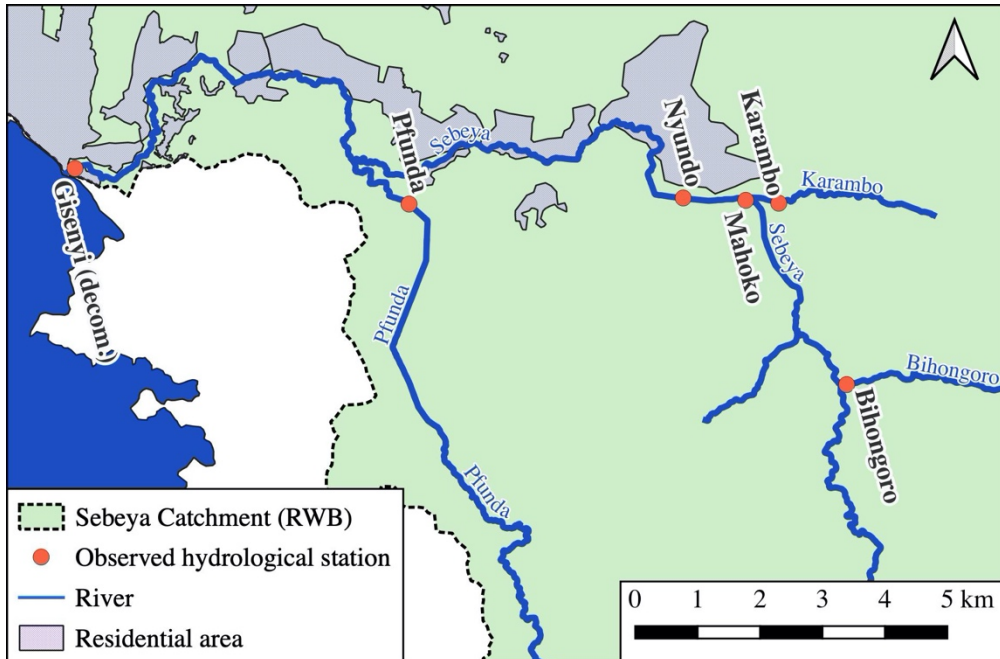 Gisenyi (decom.)
Pfunda
Sebeya
Nyundo
Mahoko
Karambo
Karambo
Sebeya
Pfunda
Bihongoro
Bihongoro
Pfunda
Sebeya Catchment (RWB)
Observed hydrological station
River
Residential area
0 1 2 3 4 5 km